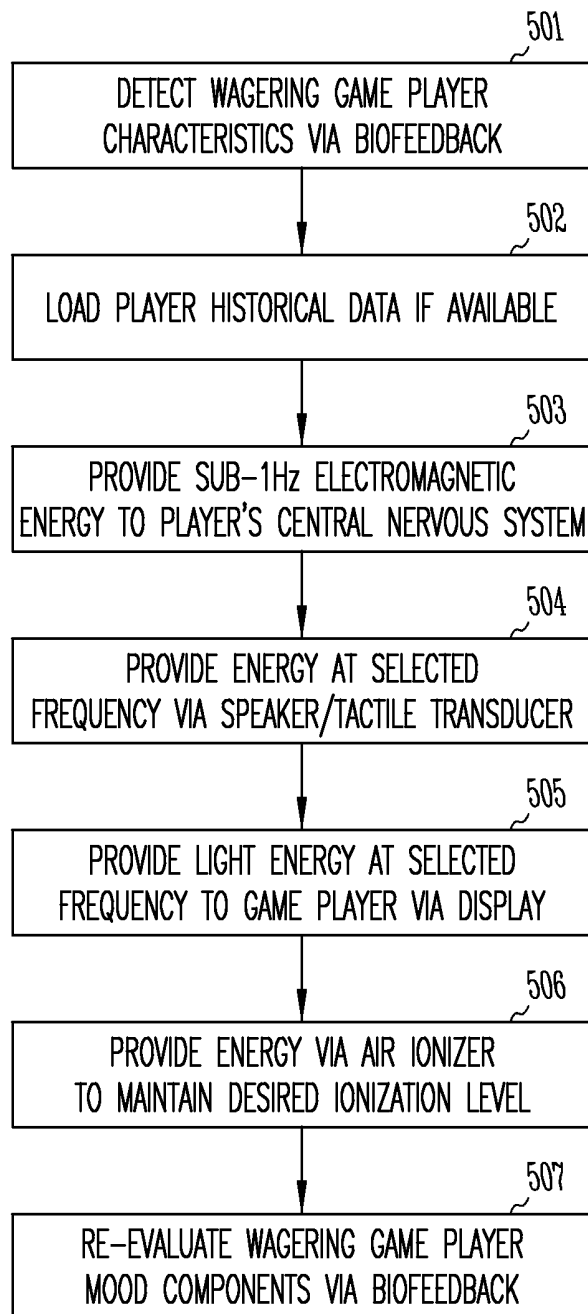 501
DETECT WAGERING GAME PLAYER
CHARACTERISTICS VIA BIOFEEDBACK
502
LOAD PLAYER HISTORICAL DATA IF AVAILABLE
503
PROVIDE SUB-1Hz ELECTROMAGNETIC
ENERGY TO PLAYER'S CENTRAL NERVOUS SYSTEM
504
PROVIDE ENERGY AT SELECTED
FREQUENCY VIA SPEAKER/TACTILE TRANSDUCER
505
PROVIDE LIGHT ENERGY AT SELECTED
FREQUENCY TO GAME PLAYER VIA DISPLAY
506
PROVIDE ENERGY VIA AIR IONIZER
TO MAINTAIN DESIRED IONIZATION LEVEL
507
RE-EVALUATE WAGERING GAME PLAYER
MOOD COMPONENTS VIA BIOFEEDBACK